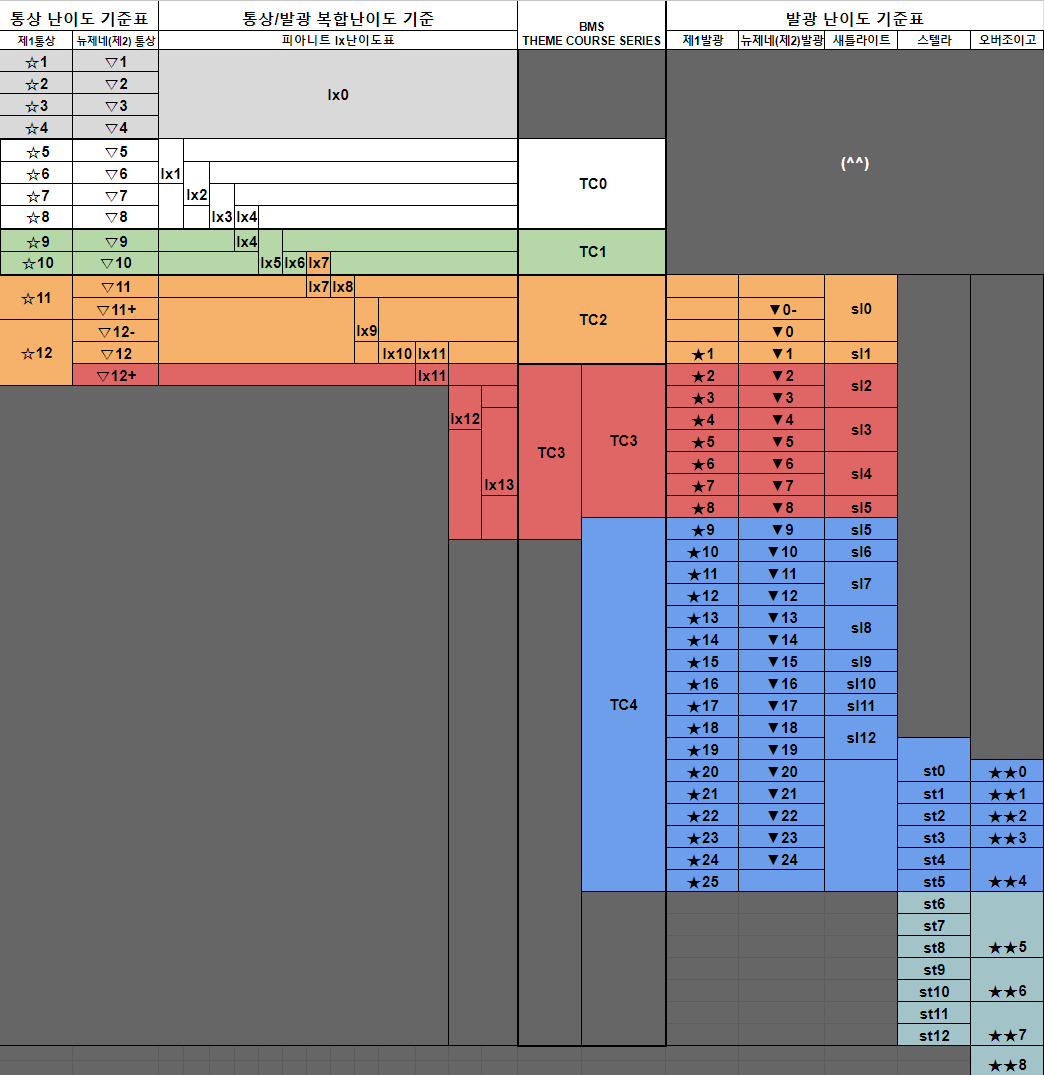 통상 난이도 기준표 통상/발광 복합난이도 기준 BMS THEME COURSE SERIES 발광 난이도 기준표
제1통상 뉴제네(제2) 통상 피아니트 lx난이도표 제1발광 뉴제네(제2)발광 새틀라이트 스텔라 오버조이고
☆1 ▽1
☆2 ▽2
lx0
☆3 ▽3
☆4 ▽4
☆5 ▽5
(^^)
☆6 ▽6 lx1
TC0
☆7 ▽7 lx2
☆8 ▽8 lx3 lx4
☆9 ▽9 lx4
TC1
☆10 ▽10 lx5 lx6 lx7
☆11 ▽11 lx7 lx8
▽11+ ▼0- sl0
TC2
▽12- lx9 ▼0
☆12 ▽12 lx10 lx11 ★1 ▼1 sl1
▽12+ lx11 ★2 ▼2 sl2
★3 ▼3
lx12 ★4 ▼4 sl3
TC3 TC3 ★5 ▼5
★6 ▼6 sl4
lx13 ★7 ▼7
★8 ▼8 sl5
★9 ▼9 sl5
★10 ▼10 sl6
★11 ▼11 sl7
★12 ▼12
★13 ▼13 sl8
★14 ▼14
★15 ▼15 sl9
★16 ▼16 sl10
TC4 ★17 ▼17 sl11
★18 ▼18 sl12
★19 ▼19
★20 ▼20 st0 ★★0
★21 ▼21 st1 ★★1
★22 ▼22 st2 ★★2
★23 ▼23 st3 ★★3
★24 ▼24 st4
★25 st5 ★★4
st6
st7
st8 ★★5
st9
st10 ★★6
st11
st12 ★★7
★★8